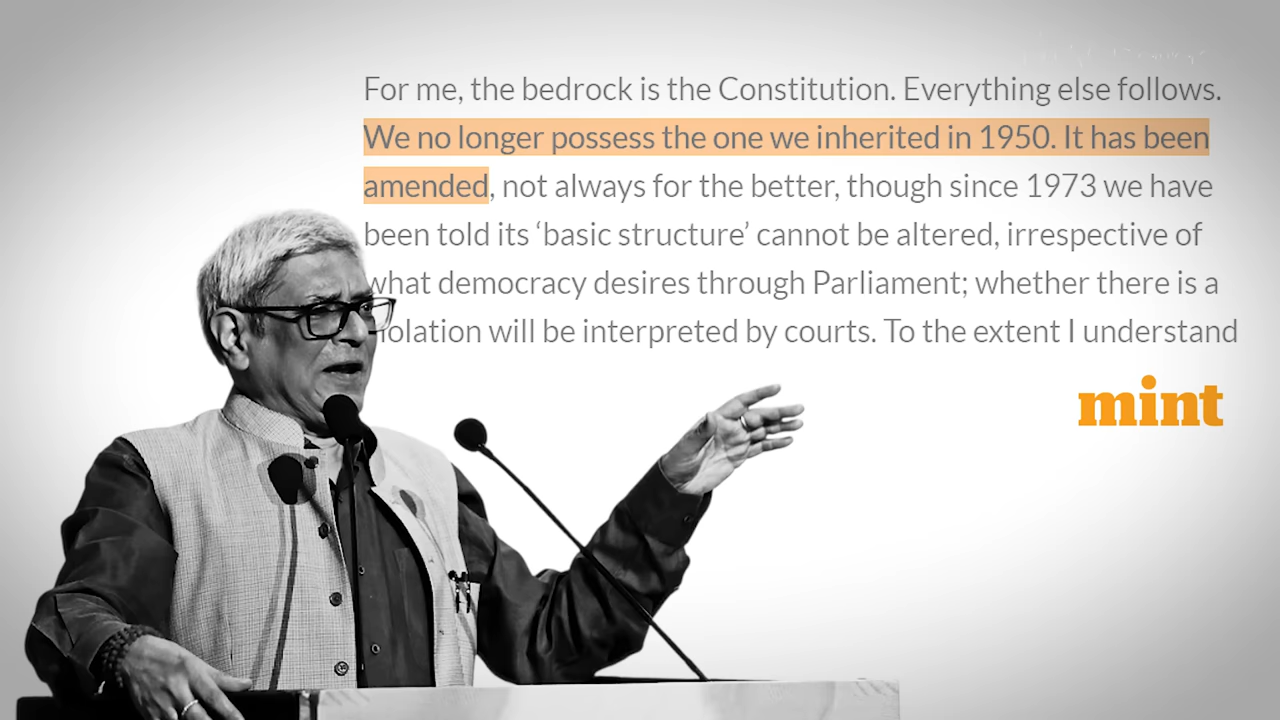 For me, the bedrock is the Constitution. Everything else follows.
We no longer possess the one we inherited in 1950. It has been
amended, not always for the better, though since 1973 we have
been told its ‘basic structure’ cannot be altered, irrespective of
what democracy desires through Parliament; whether there is a
violation will be interpreted by courts. To the extent I understand
mint